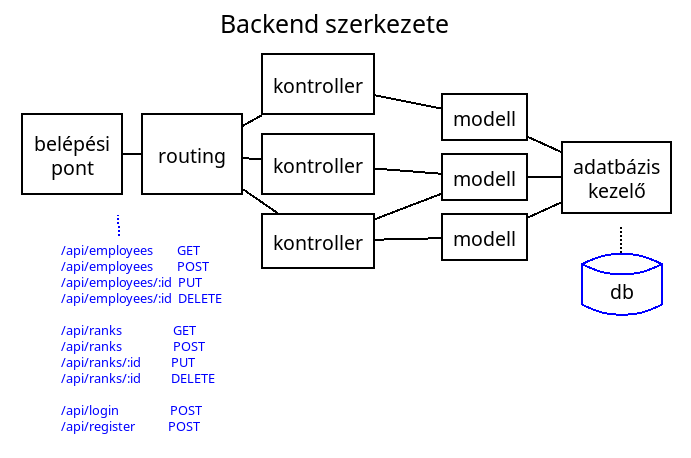 Backend szerkezete
belépési
pont
routing
kontroller
kontroller
kontroller
modell
modell
modell
adatbázis
kezelő
db
/api/employees GET
/api/employees POST
/api/employees/:id PUT
/api/employees/:id DELETE
/api/ranks GET
/api/ranks POST
/api/ranks/:id PUT
/api/ranks/:id DELETE
/api/login POST
/api/register POST